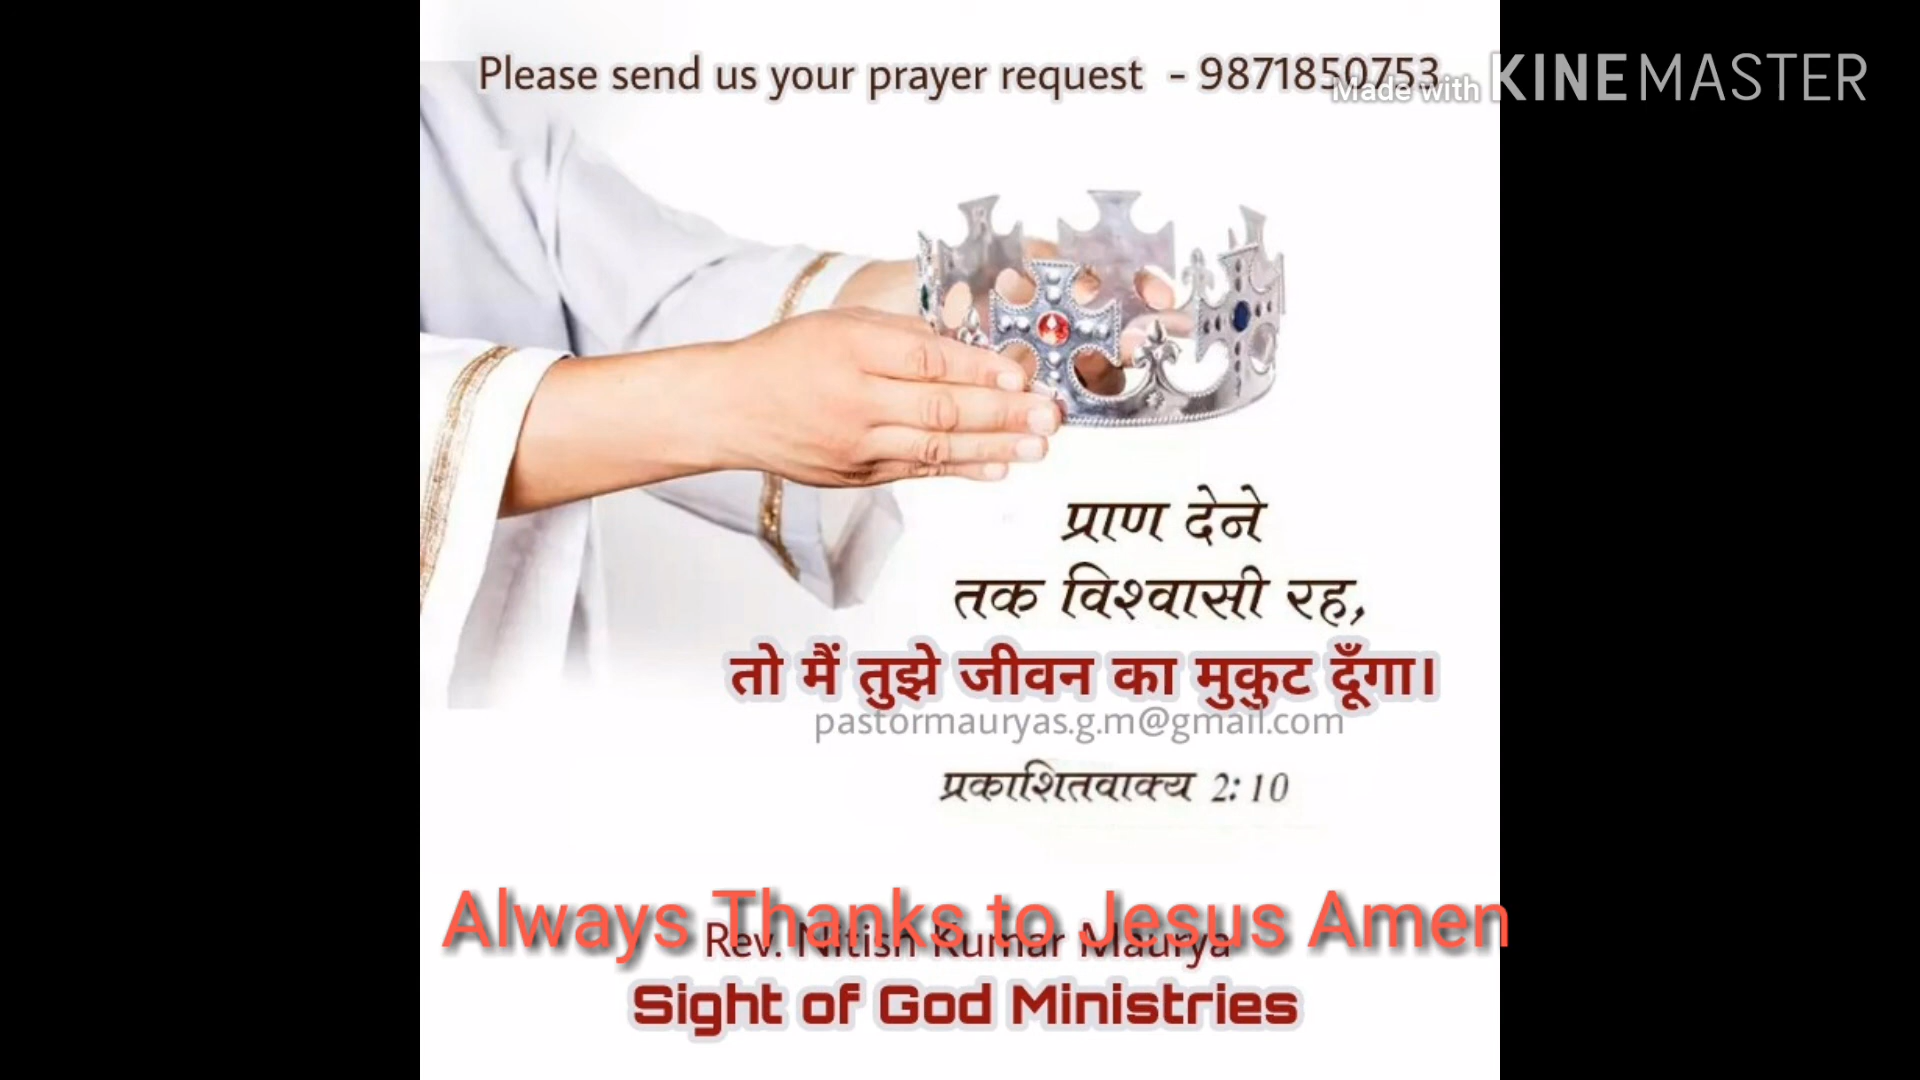 Please send us your prayer request - 9871850753
Made with KINEMASTER
प्राण देने
तक विश्वासी रह,
तो मैं तुझे जीवन का मुकुट दूँगा।
pastormauryas.g.m@gmail.com
प्रकाशितवाक्य 2:10
Always Thanks to Jesus Amen
Rev. Nitish Kumar Maurya
Sight of God Ministries